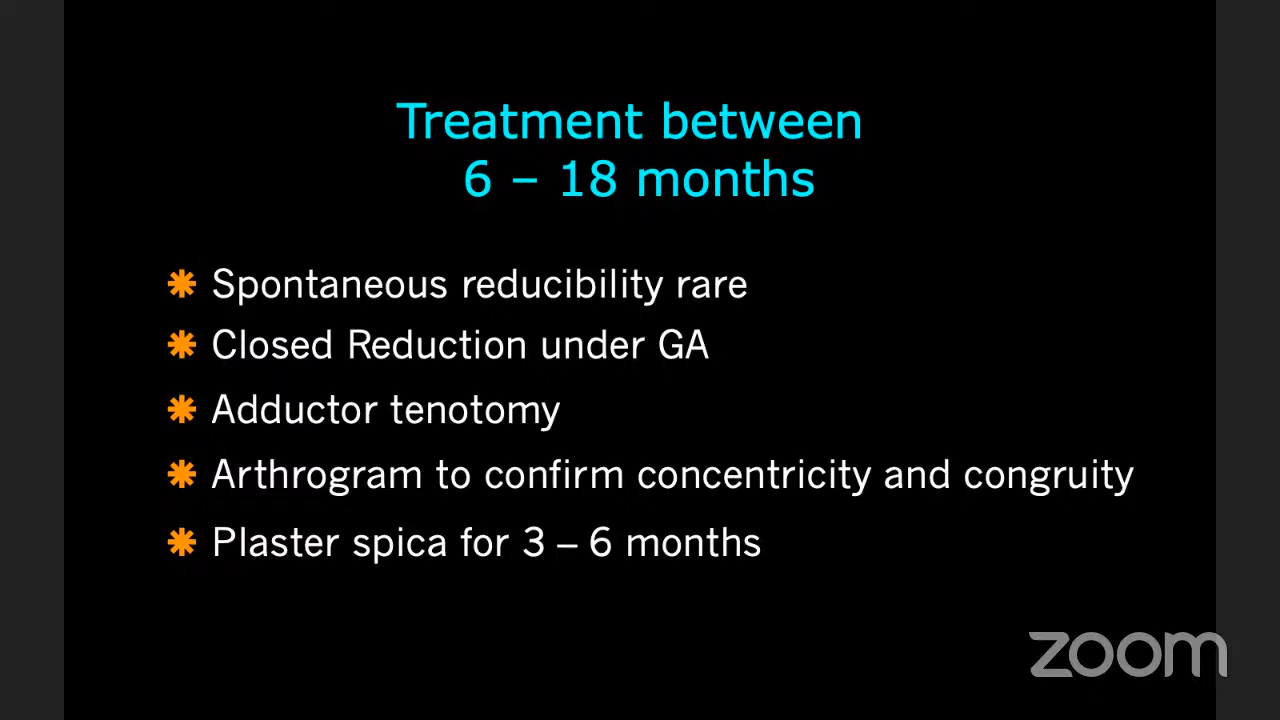 Treatment between
6 – 18 months
Spontaneous reducibility rare
Closed Reduction under GA
Adductor tenotomy
Arthrogram to confirm concentricity and congruity
Plaster spica for 3 – 6 months
zoom